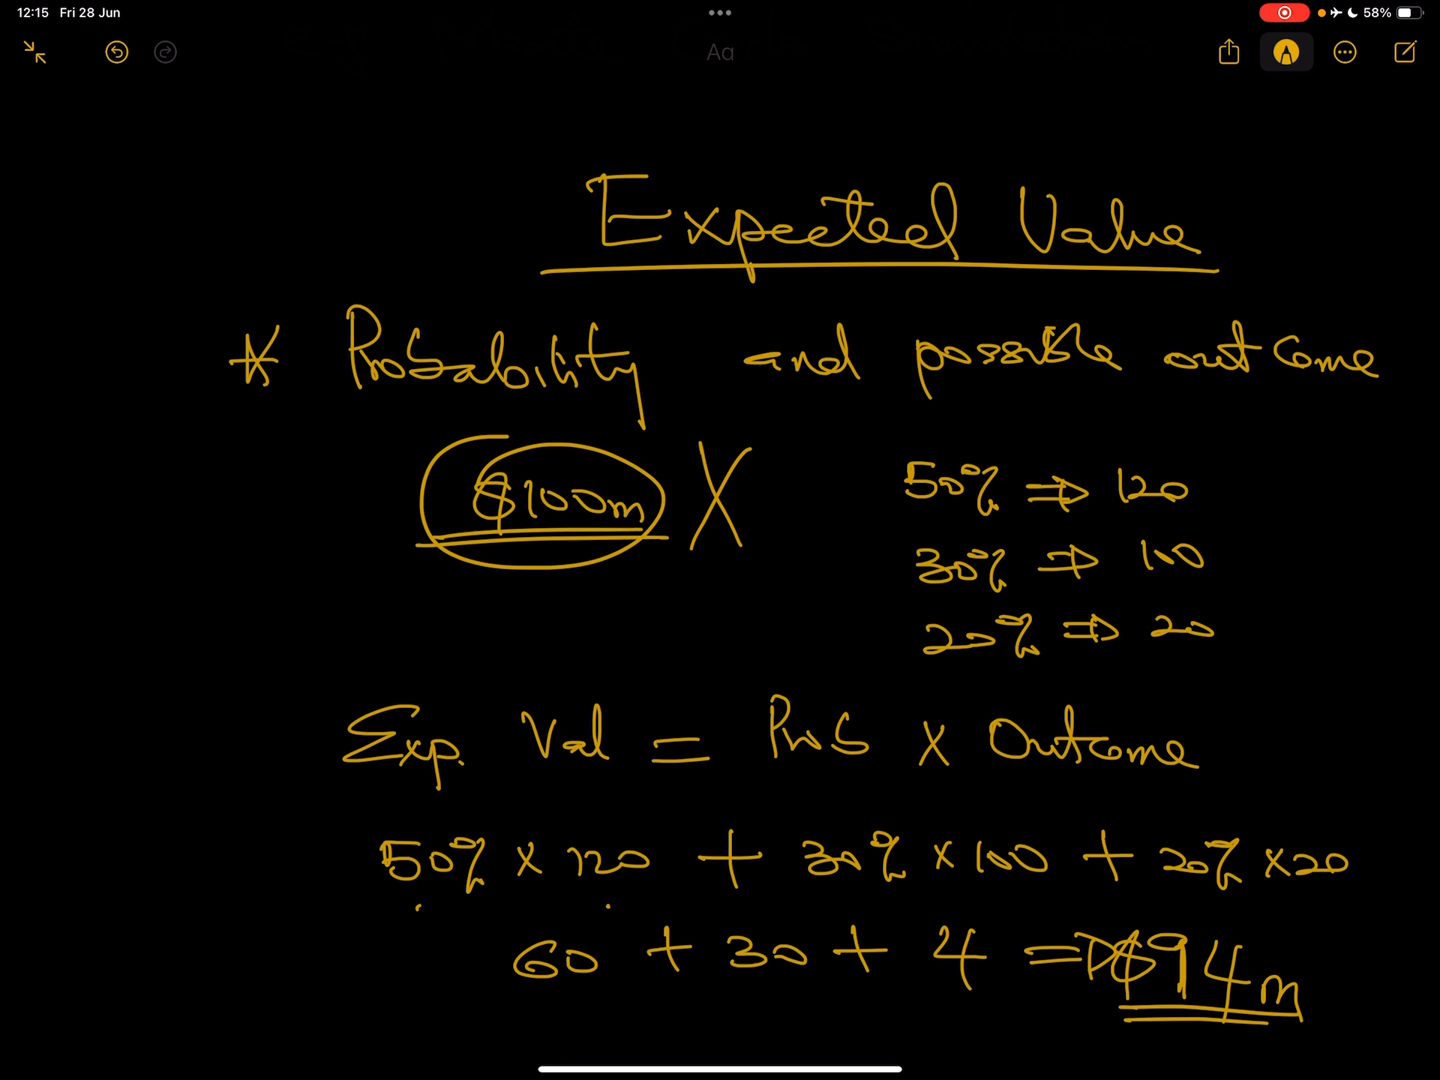 12:15 Fri 28 Jun
58%
Aa
Expected Value
* Probability and possible outcome
$100m X
50% ⇒ 120
30% ⇒ 100
20% ⇒ 20
Exp. Val = Prob X Outcome
50% x 120 + 30% x 100 + 20% x 20
60 + 30 + 4 => $94m